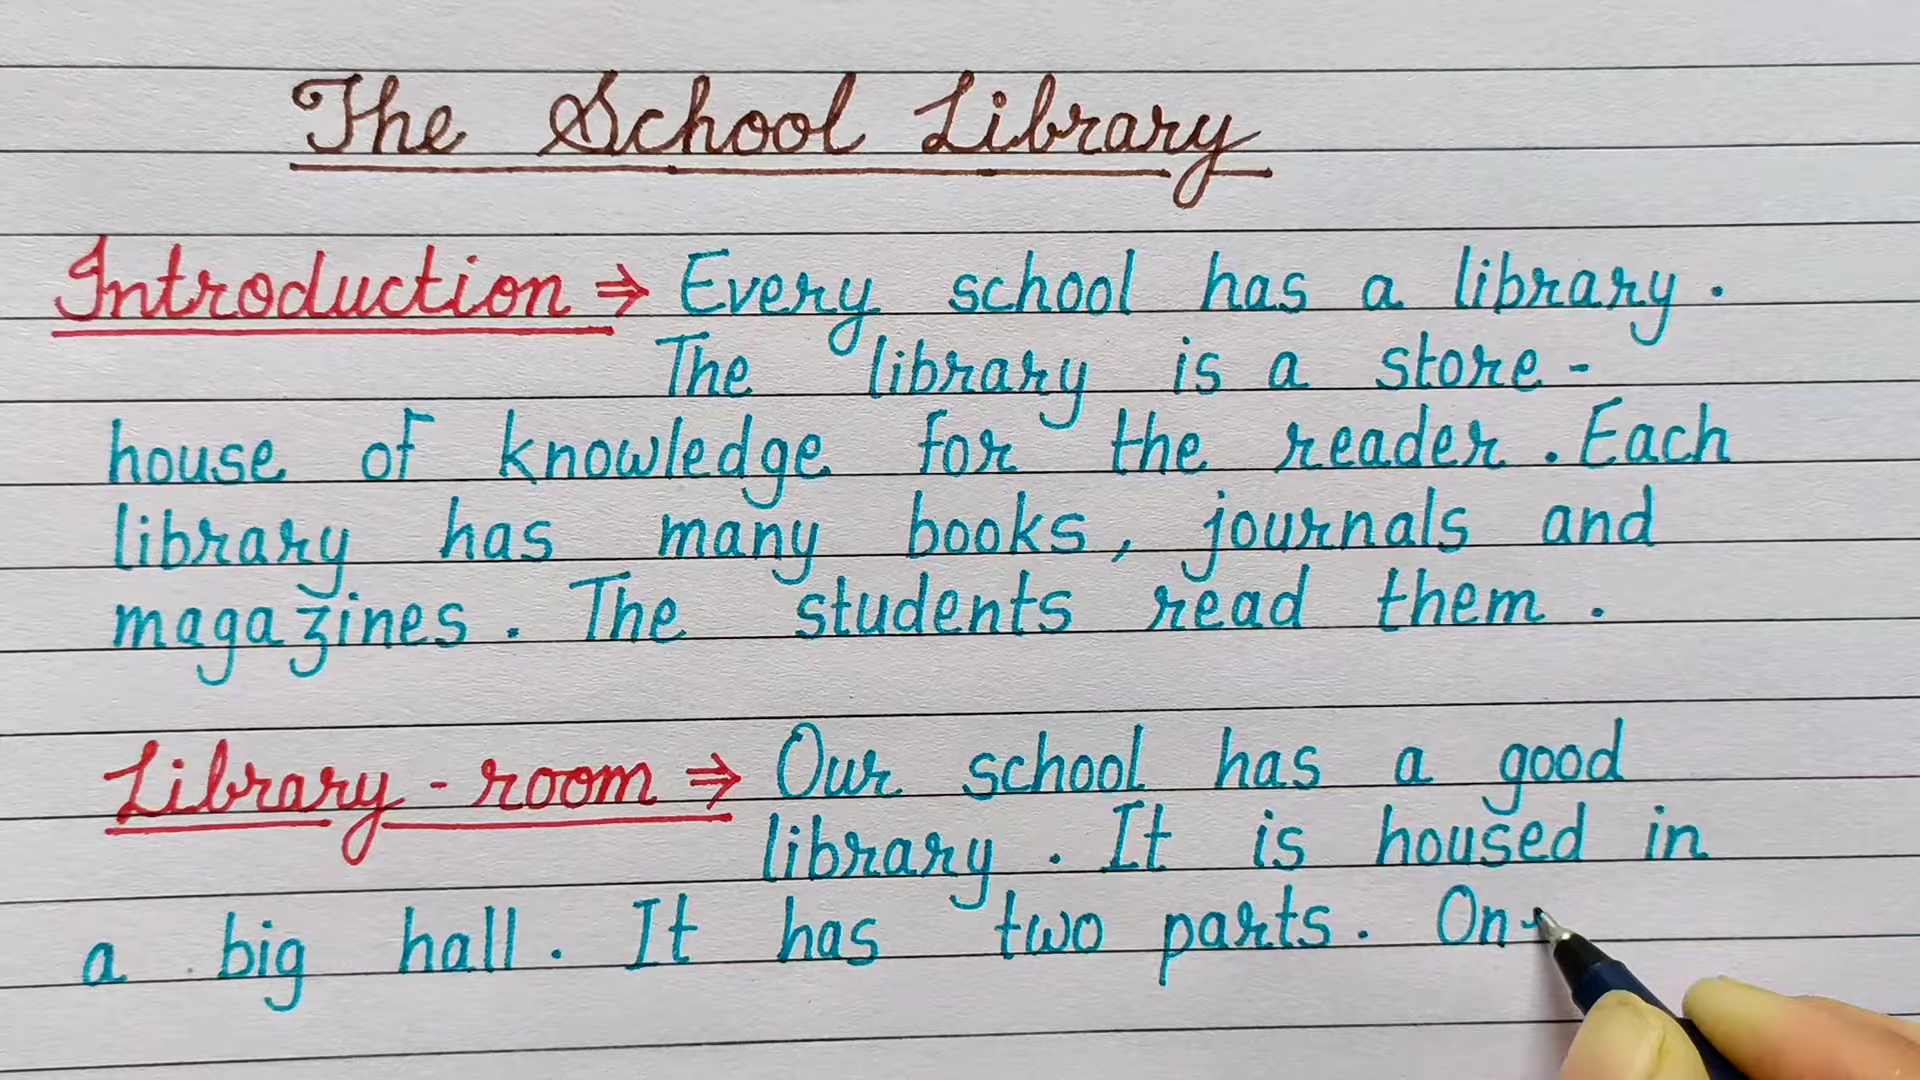 The School Library
Introduction ⇒ Every school has a library.
The library is a store-
house of knowledge for the reader. Each
library has many books, journals and
magazines. The students read them.
Library-room ⇒ Our school has a good
library. It is housed in
a big hall. It has two parts. On